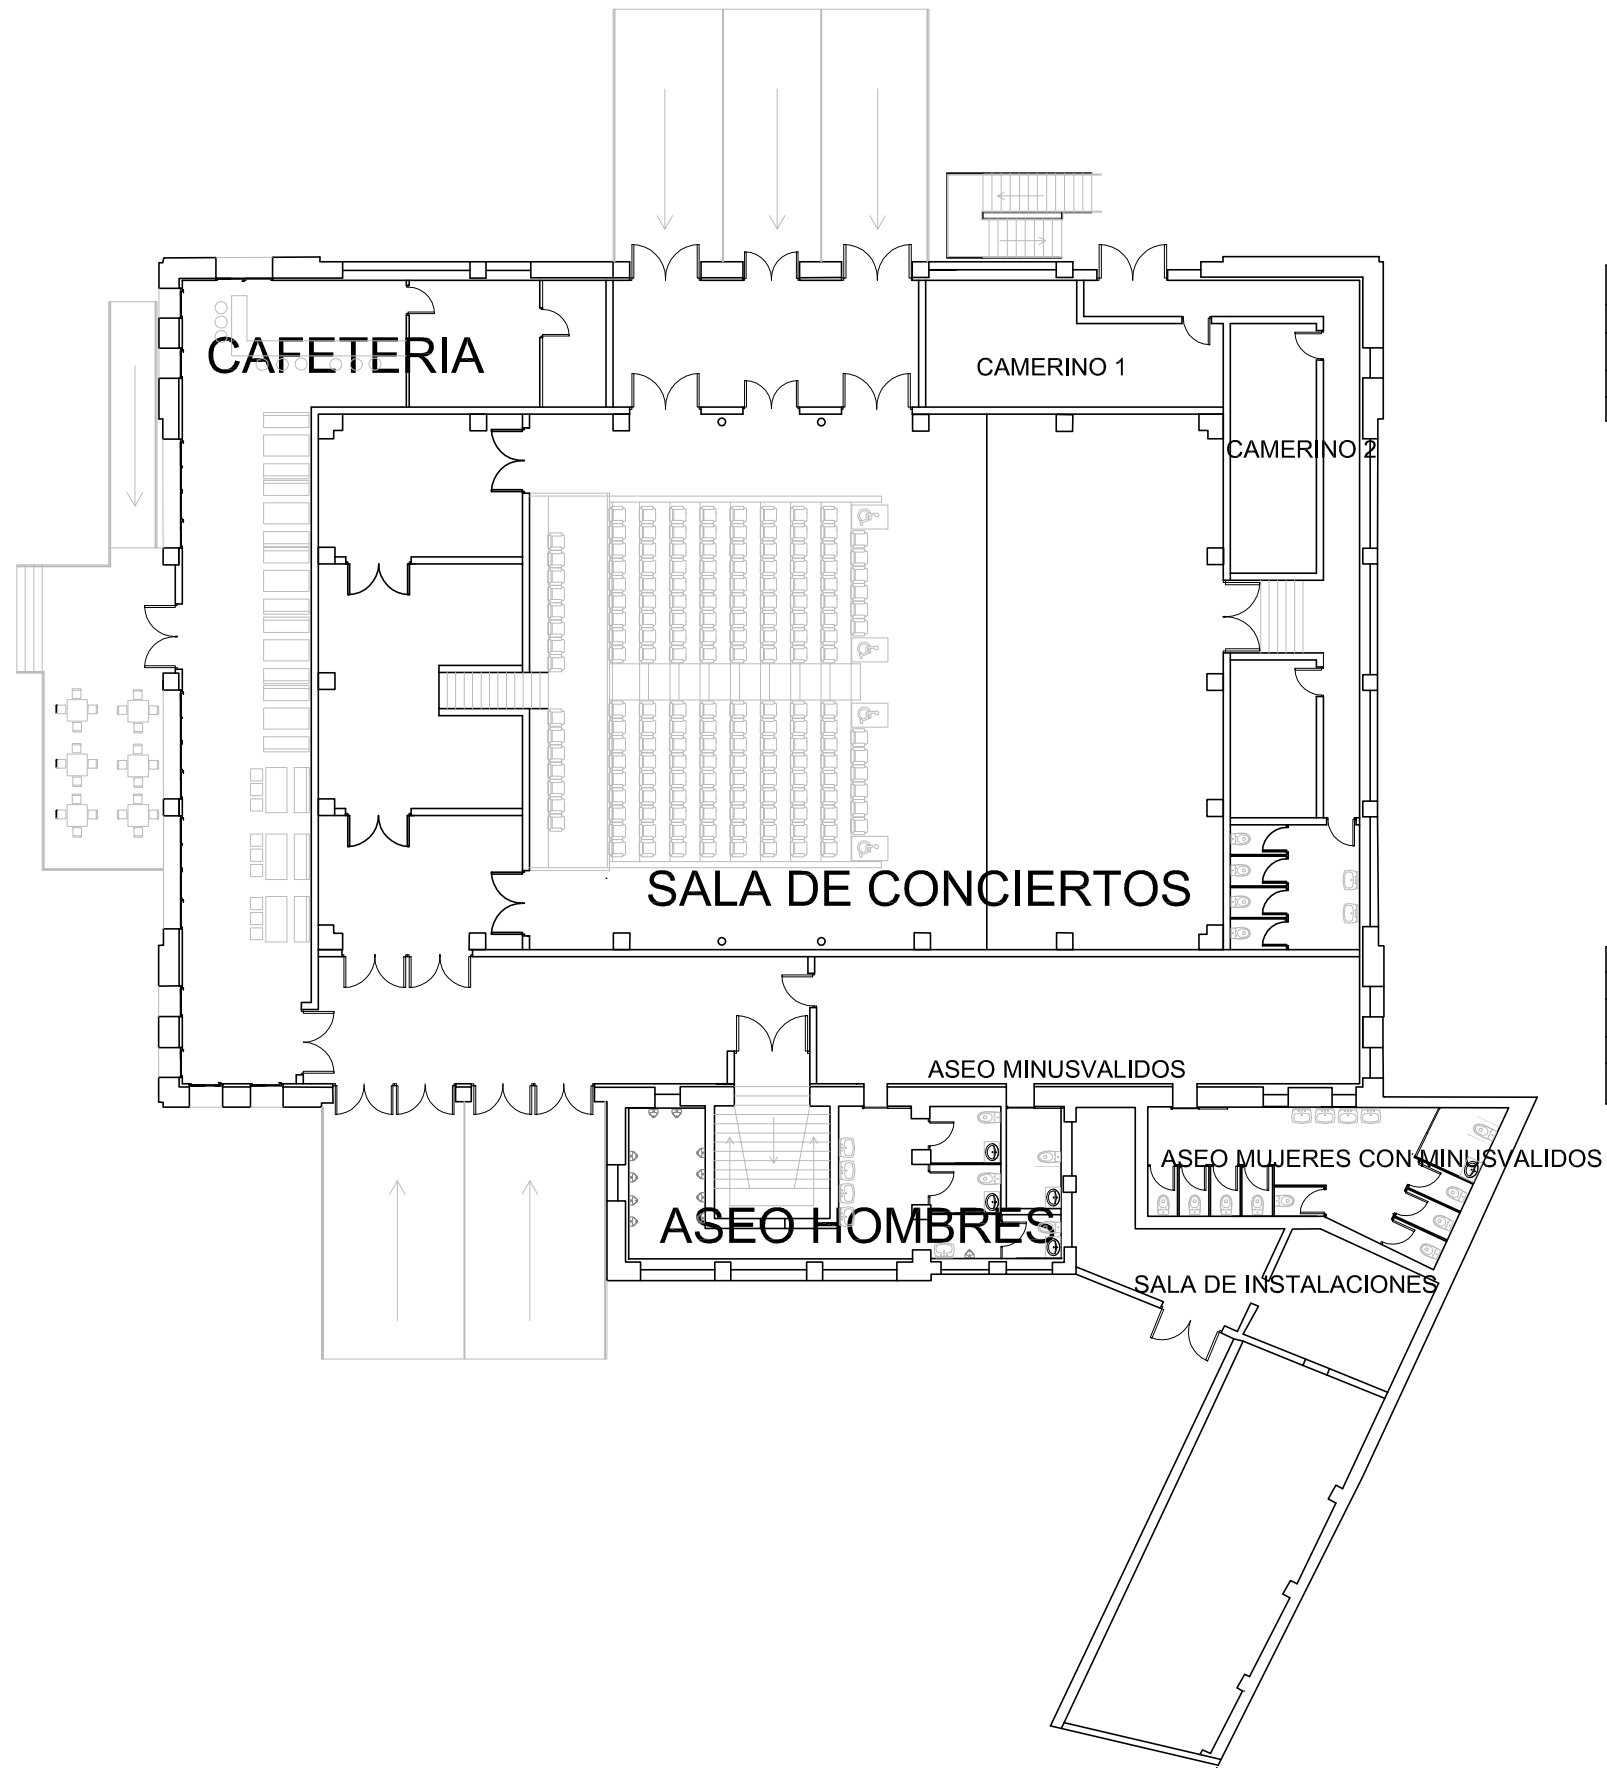 CAFETERIA
CAMERINO 1
CAMERINO 2
SALA DE CONCIERTOS
ASEO MINUSVALIDOS
ASEO MUJERES CON MINUSVALIDOS
ASEO HOMBRES
SALA DE INSTALACIONES